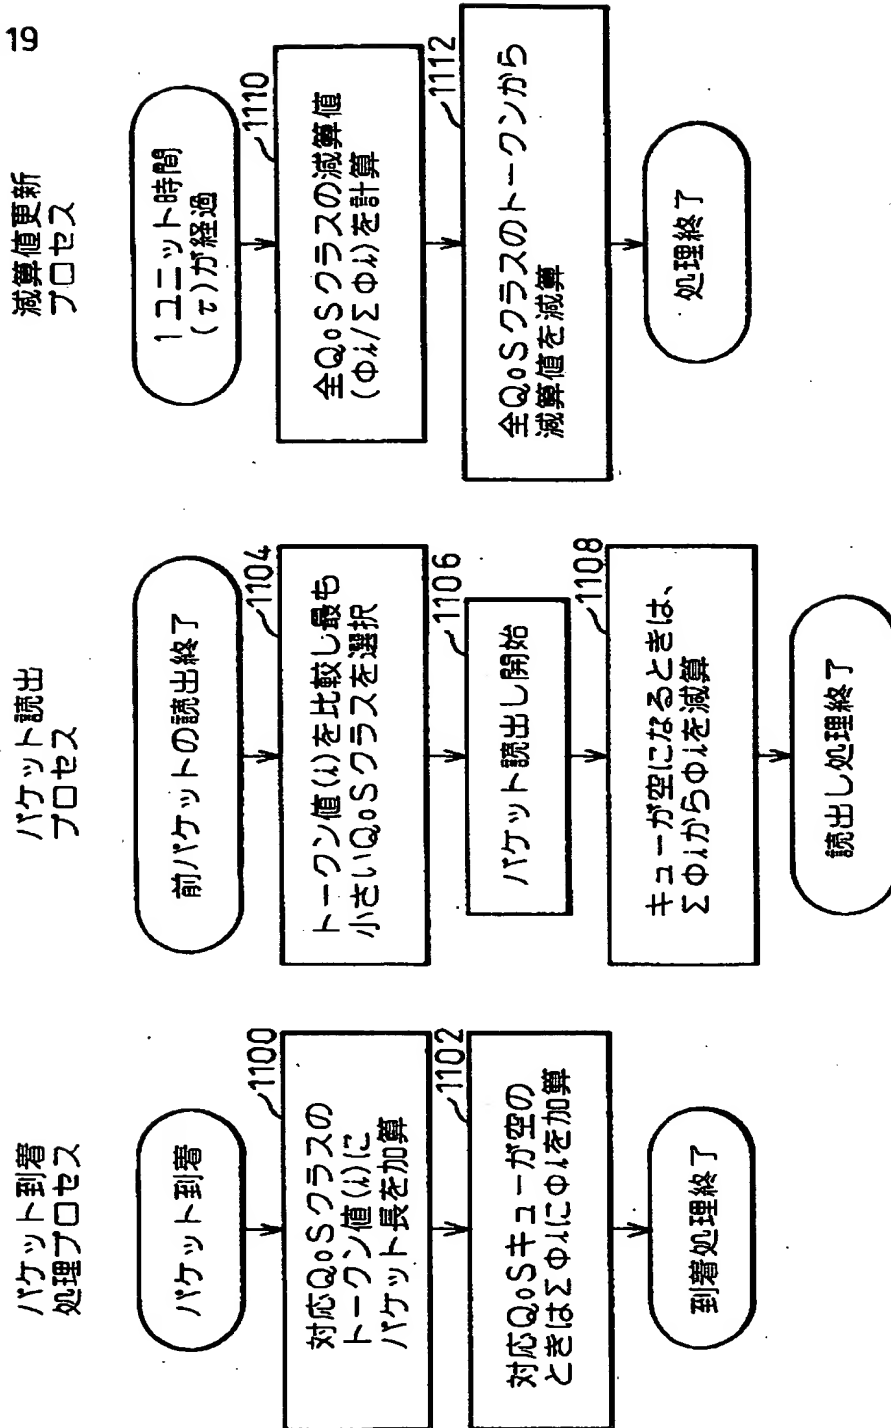 19
パケット到着
処理プロセス
パケット到着
1100
対応QoSクラスの
トークン値(i)に
パケット長を加算
1102
対応QoSキューが空の
ときはΣΦiにΦiを加算
到着処理終了
パケット読出
プロセス
前パケットの読出終了
1104
トークン値(i)を比較し最も
小さいQoSクラスを選択
1106
パケット読出し開始
1108
キューが空になるときは、
ΣΦiからΦiを減算
読出し処理終了
減算値更新
プロセス
1ユニット時間
(τ)が経過
1110
全QoSクラスの減算値
(Φi/ΣΦi)を計算
1112
全QoSクラスのトークンから
減算値を減算
処理終了